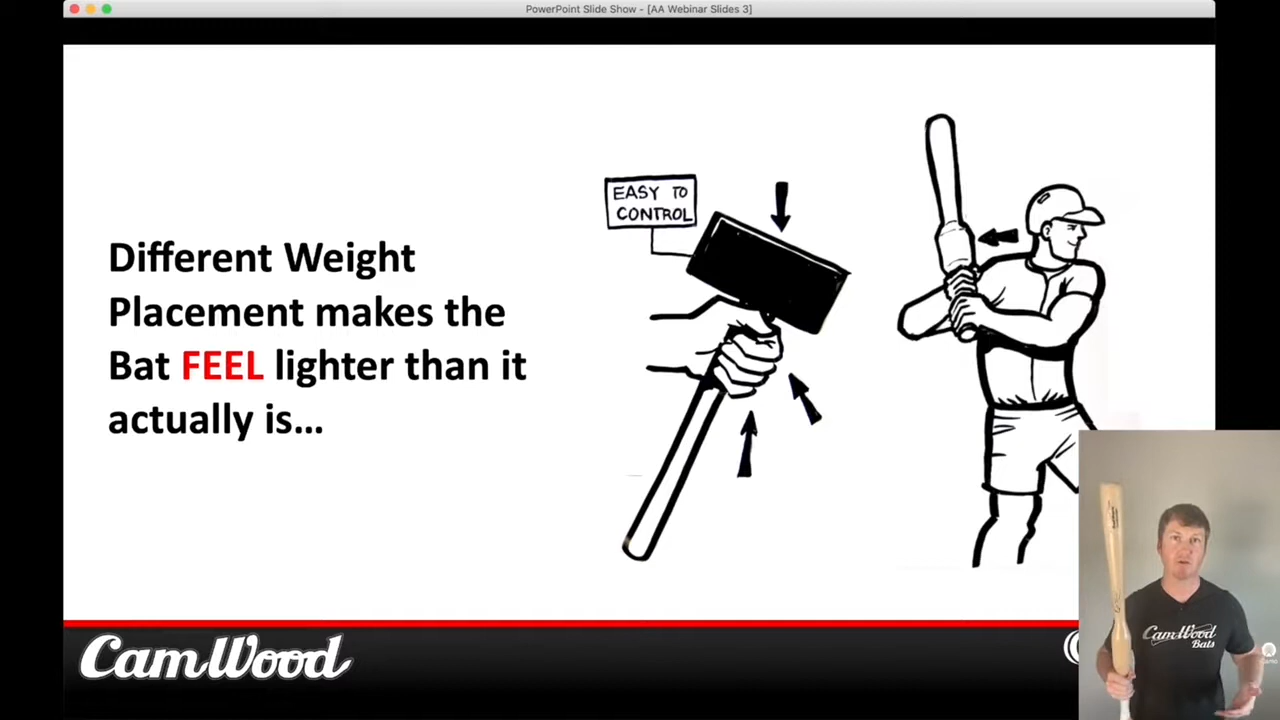 PowerPoint Slide Show - [AA Webinar Slides 3]
EASY TO
CONTROL
Different Weight
Placement makes the
Bat FEEL lighter than it
actually is...
CamWood
CamWood
Bats